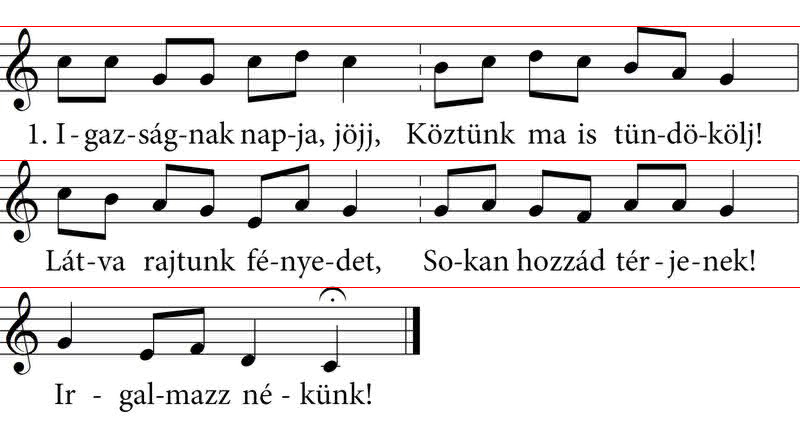 1. I - gaz-ság-nak nap-ja, jöjj, Köztünk ma is tün-dö-kölj!
Lát-va rajtunk fé-nye-det, So-kan hozzád tér - je-nek!
Ir - gal-mazz né - künk!